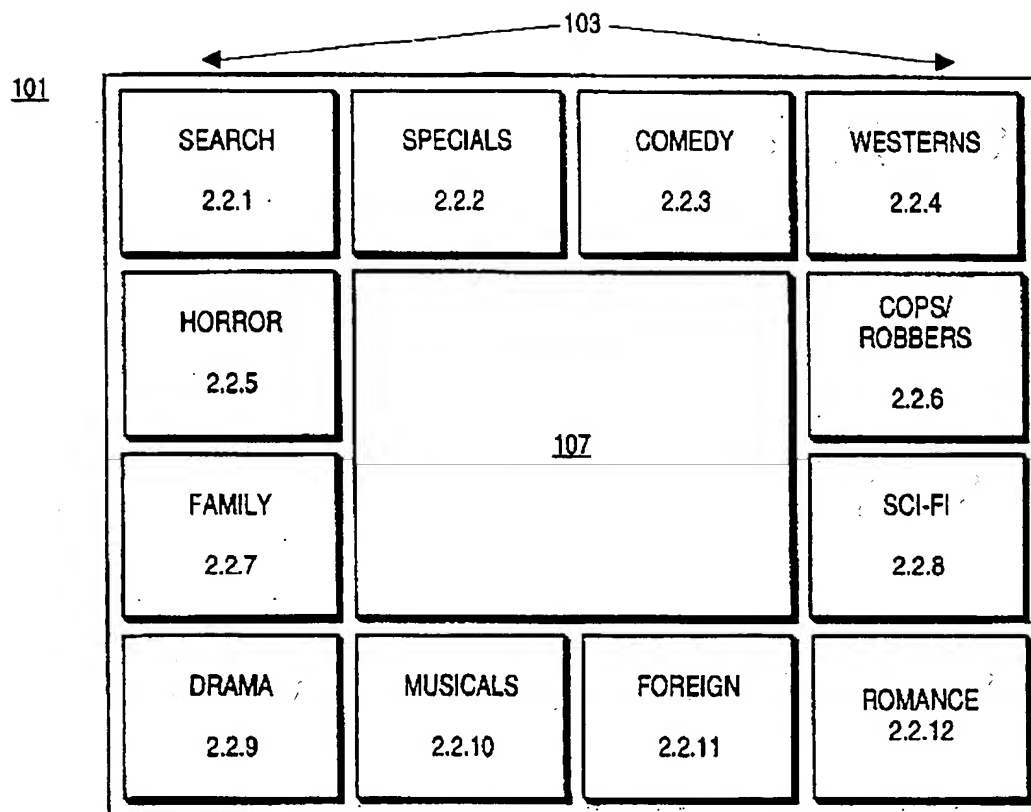 103
101
SEARCH
2.2.1
SPECIALS
2.2.2
COMEDY
2.2.3
WESTERNS
2.2.4
HORROR
2.2.5
107
COPS/
ROBBERS
2.2.6
FAMILY
2.2.7
SCI-FI
2.2.8
DRAMA
2.2.9
MUSICALS
2.2.10
FOREIGN
2.2.11
ROMANCE
2.2.12